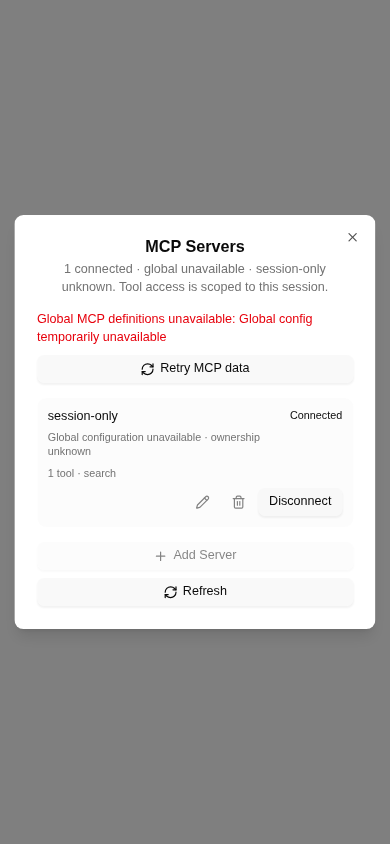 MCP Servers
1 connected · global unavailable · session-only
unknown. Tool access is scoped to this session.
Global MCP definitions unavailable: Global config
temporarily unavailable
Retry MCP data
session-only
Connected
Global configuration unavailable · ownership
unknown
1 tool · search
Disconnect
Add Server
Refresh